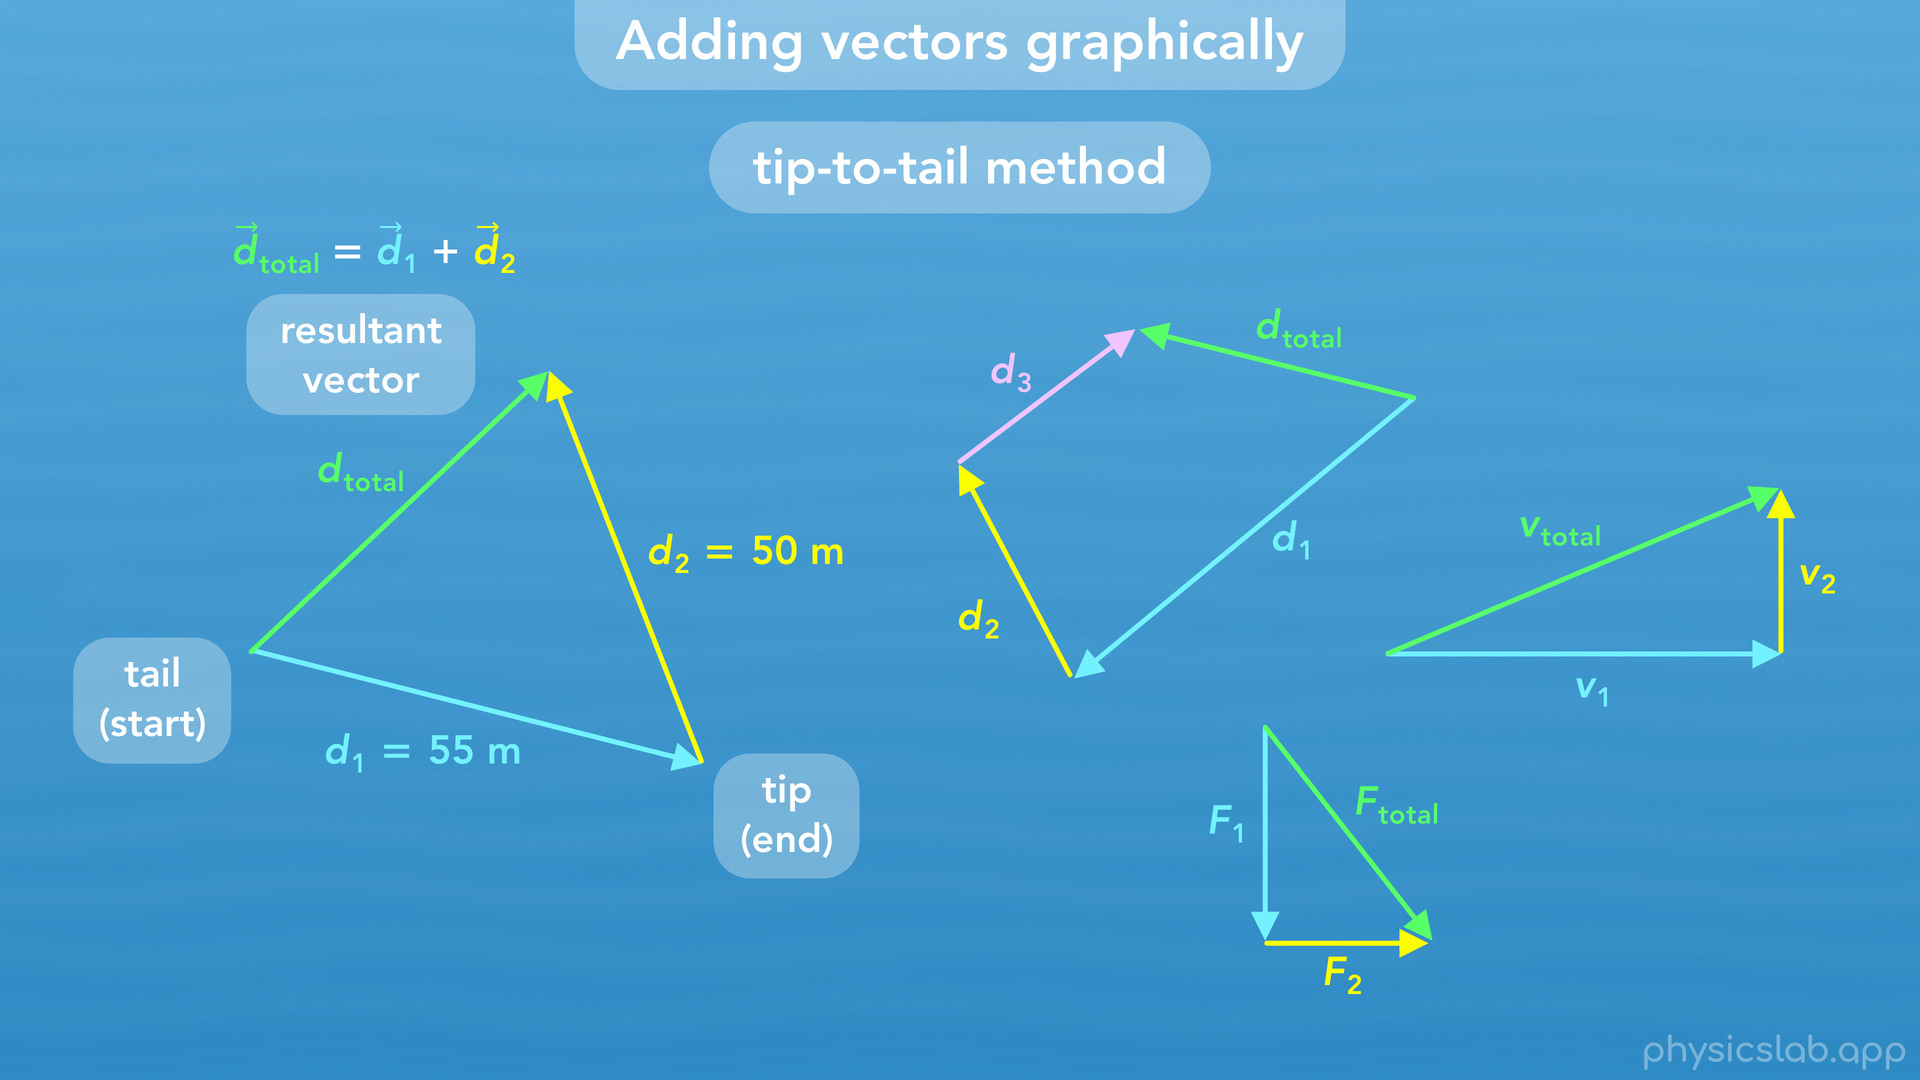 Adding vectors graphically
tip-to-tail method
d⃗total = d⃗1 + d⃗2
resultant
vector
dtotal
d2 = 50 m
tail
(start)
d1 = 55 m
tip
(end)
dtotal
d3
d1
d2
vtotal
v2
v1
F1
Ftotal
F2
physicslab.app